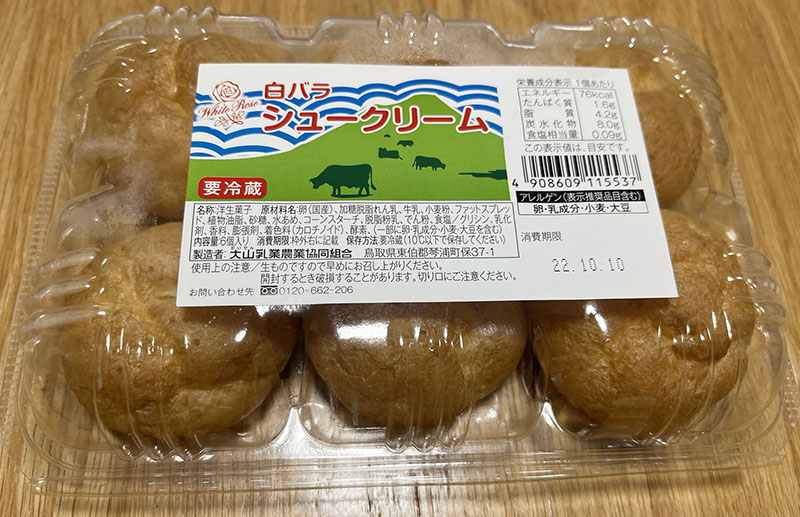 White Rose
白バラ
シュークリーム
要冷蔵
名称:洋生菓子 原材料名:卵(国産)、加糖脱脂れん乳、牛乳、小麦粉、ファットスプレッ
ド、植物油脂、砂糖、水あめ、コーンスターチ、脱脂粉乳、でん粉、食塩/グリシン、乳化
剤、香料、膨張剤、着色料(カロチノイド)、酵素、(一部に卵・乳成分・小麦・大豆を含む)
内容量:6個入り 消費期限:枠外右に記載 保存方法:要冷蔵(10℃以下で保存してください)
製造者:大山乳業農業協同組合 鳥取県東伯郡琴浦町保37-1
使用上の注意/生ものですので早めにお召し上がりください。
開封するとき破損することがあります。切り口にご注意ください。
お問い合わせ先 0120-662-206
栄養成分表示 1個あたり
エネルギー 76kcal
たんぱく質 1.6g
脂質 4.2g
炭水化物 8.0g
食塩相当量 0.09g
この表示値は、目安です。
4 908609 115537
アレルゲン(表示推奨品目含む)
卵・乳成分・小麦・大豆
消費期限
22.10.10